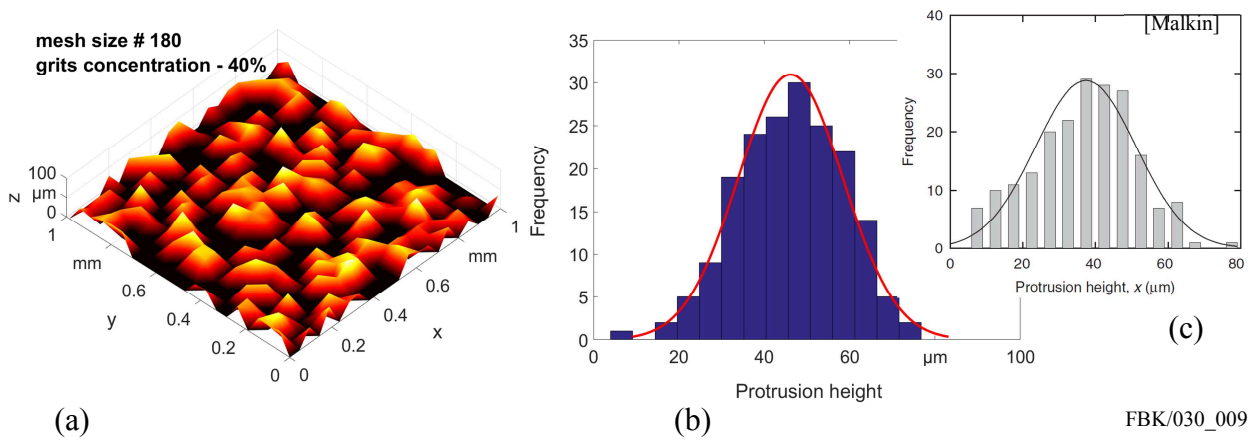 mesh size # 180
grits concentration - 40%
z
100
µm
0
1
mm
0.6
y
0.4
0.2
0
0
0.2
0.4
x
0.6
mm
1
(a)
35
30
25
20
15
10
5
0
Frequency
0
20
40
60
µm
100
Protrusion height
(b)
[Malkin]
40
30
20
10
0
Frequency
0
20
40
60
80
Protrusion height, x (µm)
(c)
FBK/030_009